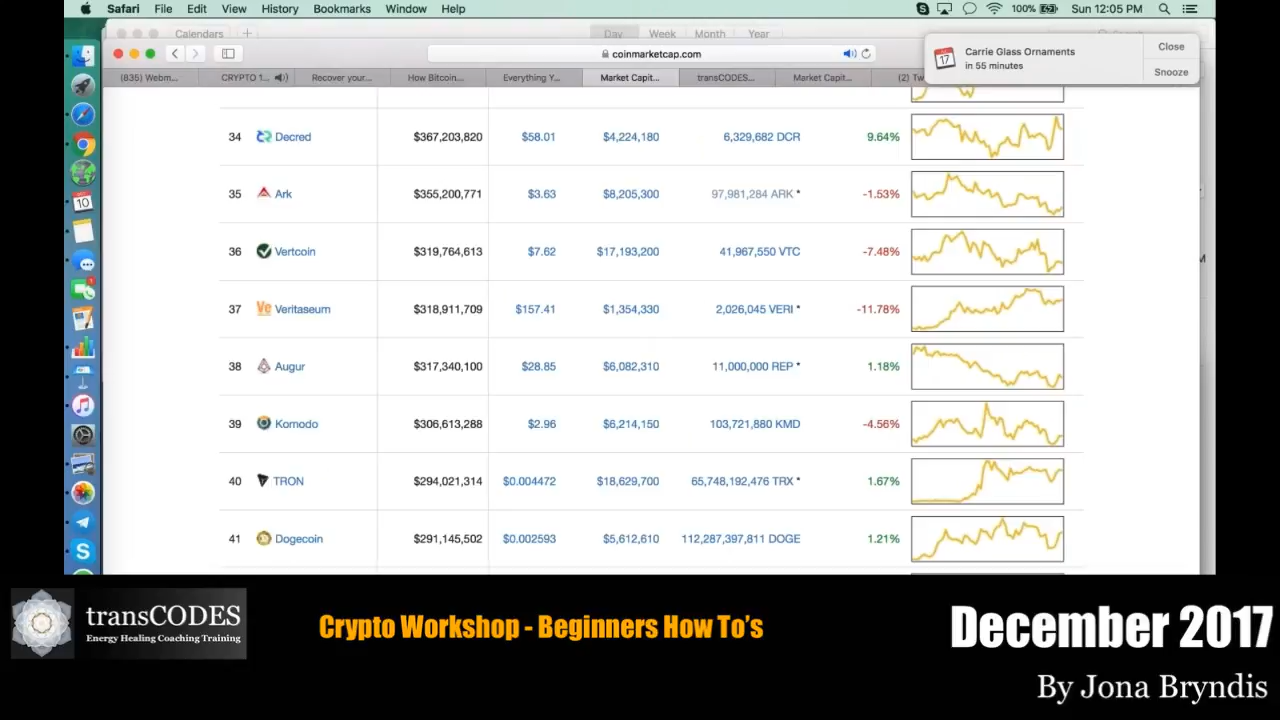 Safari File Edit View History Bookmarks Window Help 100% Sun 12:05 PM
Calendars + Day Week Month Year
coinmarketcap.com
Carrie Glass Ornaments
in 55 minutes
Close
Snooze
17
(835) Webm... CRYPTO 1... Recover your... How Bitcoin... Everything Y... Market Capit... transCODES... Market Capit...
34 Decred $367,203,820 $58.01 $4,224,180 6,329,682 DCR 9.64%
35 Ark $355,200,771 $3.63 $8,205,300 97,981,284 ARK * -1.53%
10
36 Vertcoin $319,764,613 $7.62 $17,193,200 41,967,550 VTC -7.48%
37 Veritaseum $318,911,709 $157.41 $1,354,330 2,026,045 VERI * -11.78%
38 Augur $317,340,100 $28.85 $6,082,310 11,000,000 REP * 1.18%
39 Komodo $306,613,288 $2.96 $6,214,150 103,721,880 KMD -4.56%
40 TRON $294,021,314 $0.004472 $18,629,700 65,748,192,476 TRX * 1.67%
41 Dogecoin $291,145,502 $0.002593 $5,612,610 112,287,397,811 DOGE 1.21%
transCODES
Energy Healing Coaching Training
Crypto Workshop - Beginners How To's
December 2017
By Jona Bryndis